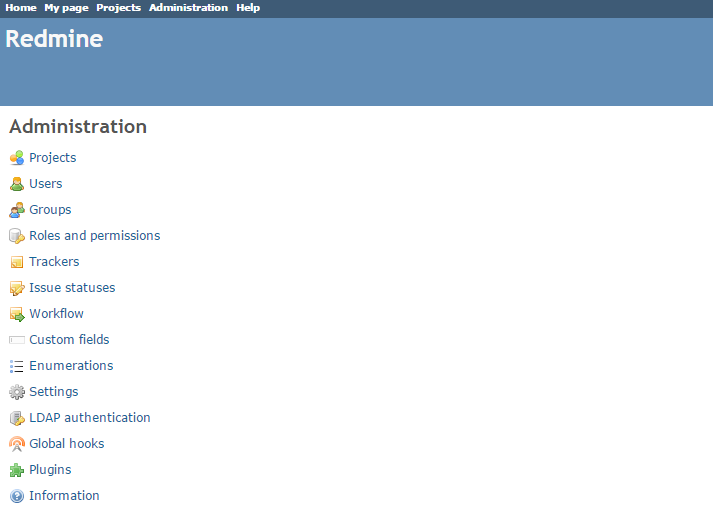 Home My page Projects Administration Help
Redmine
Administration
Projects
Users
Groups
Roles and permissions
Trackers
Issue statuses
Workflow
Custom fields
Enumerations
Settings
LDAP authentication
Global hooks
Plugins
Information